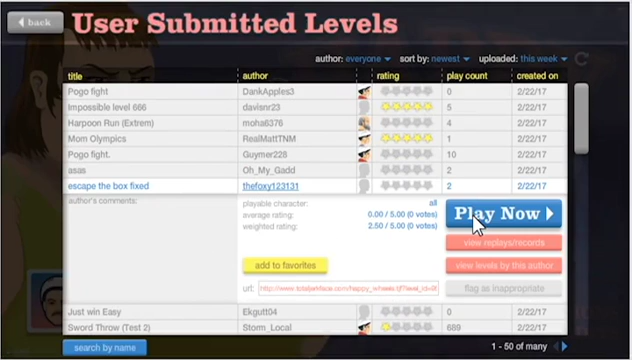 back
User Submitted Levels
author: everyone sort by: newest uploaded: this week
title author rating play count created on
Pogo fight DankApples3 0 2/22/17
Impossible level 666 davisnr23 5 2/22/17
Harpoon Run (Extrem) moha6376 4 2/22/17
Mom Olympics RealMattTNM 1 2/22/17
Pogo fight. Guymer228 10 2/22/17
asas Oh_My_Gadd 2 2/22/17
escape the box fixed thefoxy123131 2 2/22/17
author's comments: playable character: all
average rating: 0.00 / 5.00 (0 votes)
weighted rating: 2.50 / 5.00 (0 votes)
Play Now
view replays/records
add to favorites view levels by this author
url: http://www.totaljerkface.com/happy_wheels.tjf?level_id=9 flag as inappropriate
Just win Easy Ekgutt04 0 2/22/17
Sword Throw (Test 2) Storm_Local 689 2/22/17
search by name 1 - 50 of many